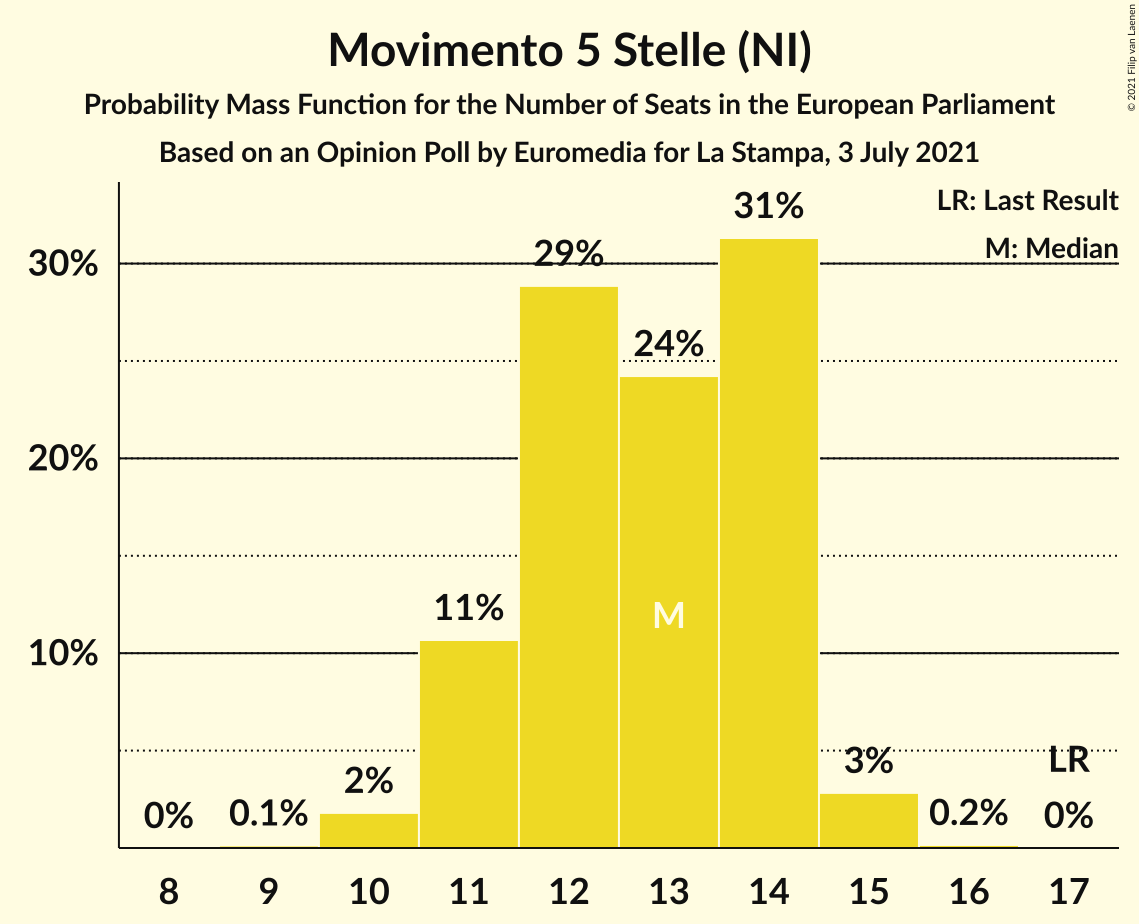 © 2021 Filip van Laenen
Movimento 5 Stelle (NI)
Probability Mass Function for the Number of Seats in the European Parliament
Based on an Opinion Poll by Euromedia for La Stampa, 3 July 2021
LR: Last Result
M: Median
30%
20%
10%
0%
0.1%
2%
11%
29%
24%
31%
3%
0.2%
0%
LR
M
8
9
10
11
12
13
14
15
16
17